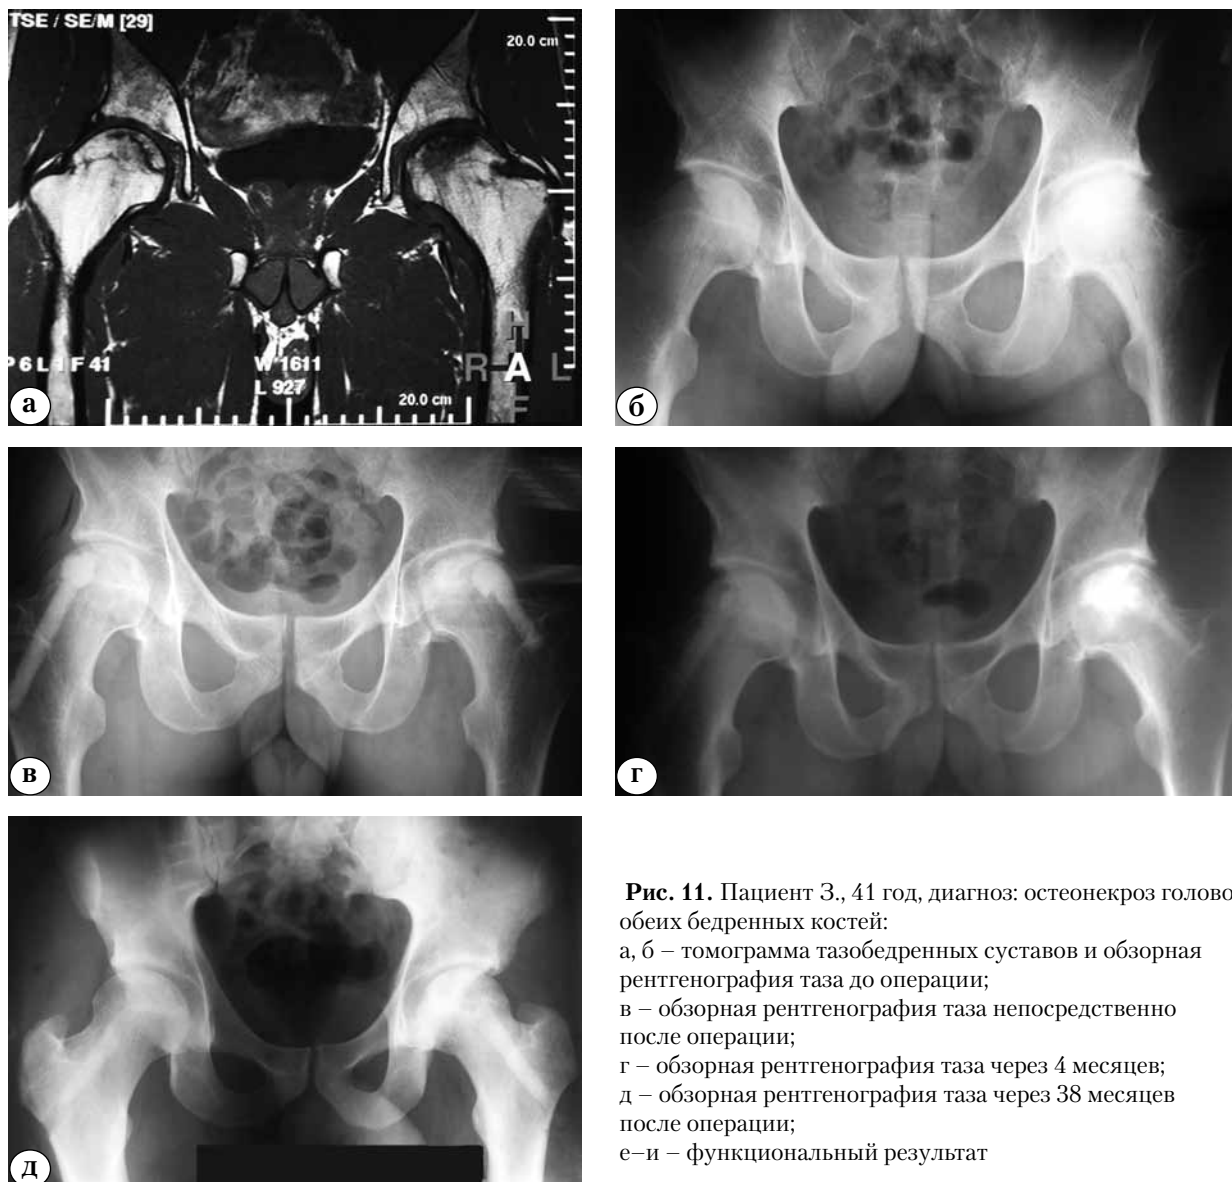 TSE / SE/M [29]
20.0 cm
P 6 L 1 F 41
W 1611
L 927
H
R A L
F
20.0 cm
а
б
в
г
д
Рис. 11. Пациент З., 41 год, диагноз: остеонекроз голово
обеих бедренных костей:
а, б – томограмма тазобедренных суставов и обзорная
рентгенография таза до операции;
в – обзорная рентгенография таза непосредственно
после операции;
г – обзорная рентгенография таза через 4 месяцев;
д – обзорная рентгенография таза через 38 месяцев
после операции;
е–и – функциональный результат